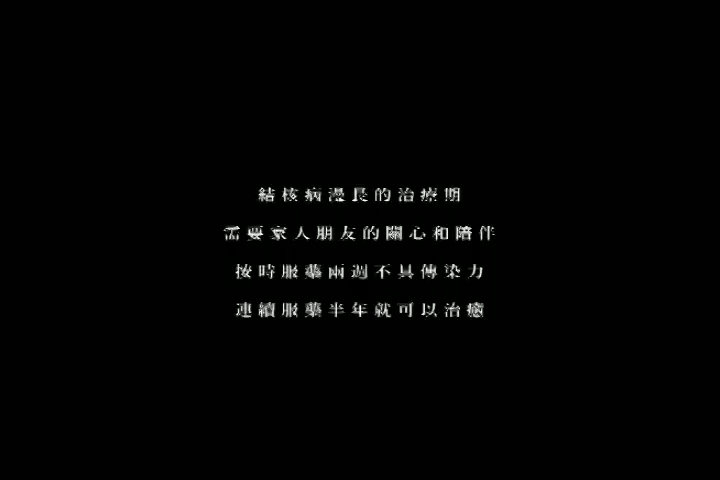 結核病漫長的治療期
需要家人朋友的關心和陪伴
按時服藥兩週不具傳染力
連續服藥半年就可以治癒